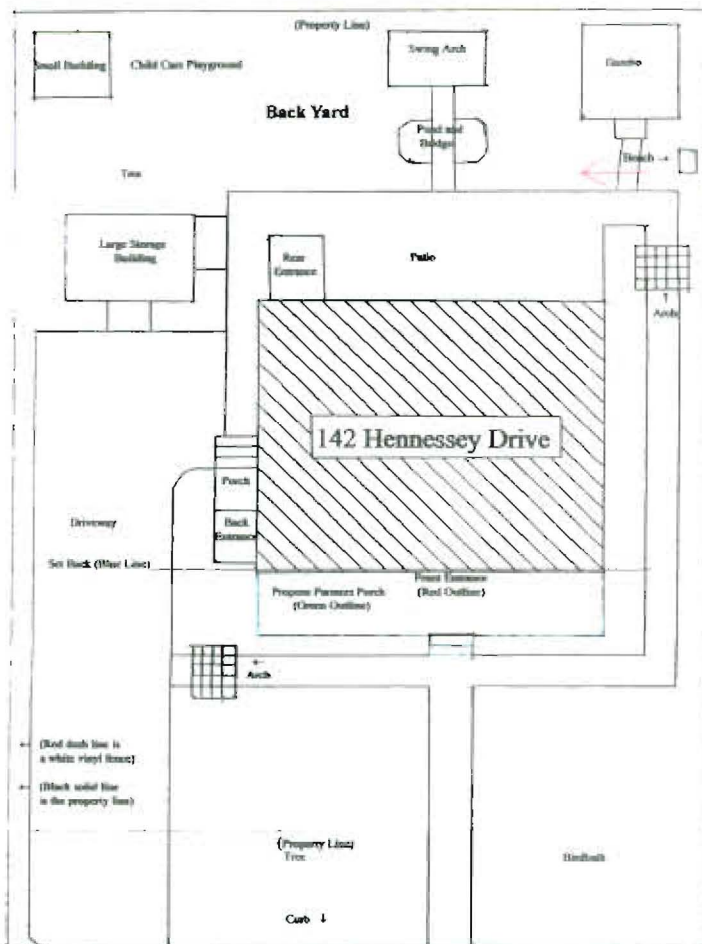 (Property Line)
Small Building
Child Care Playground
Swing Arch
Gazebo
Back Yard
Pond and
Bridge
Bench →
Tree
Large Storage
Building
Rear
Entrance
Patio
↑
Arch
142 Hennessey Drive
Porch
Driveway
Back
Entrance
Set Back (Blue Line)
Porch
(Green Outline)
Front Entrance
(Red Outline)
←
Arch
← (Red dash line is
a white vinyl fence)
← (Black solid line
is the property line)
(Property Line)
Tree
Birdbath
Curb ↓